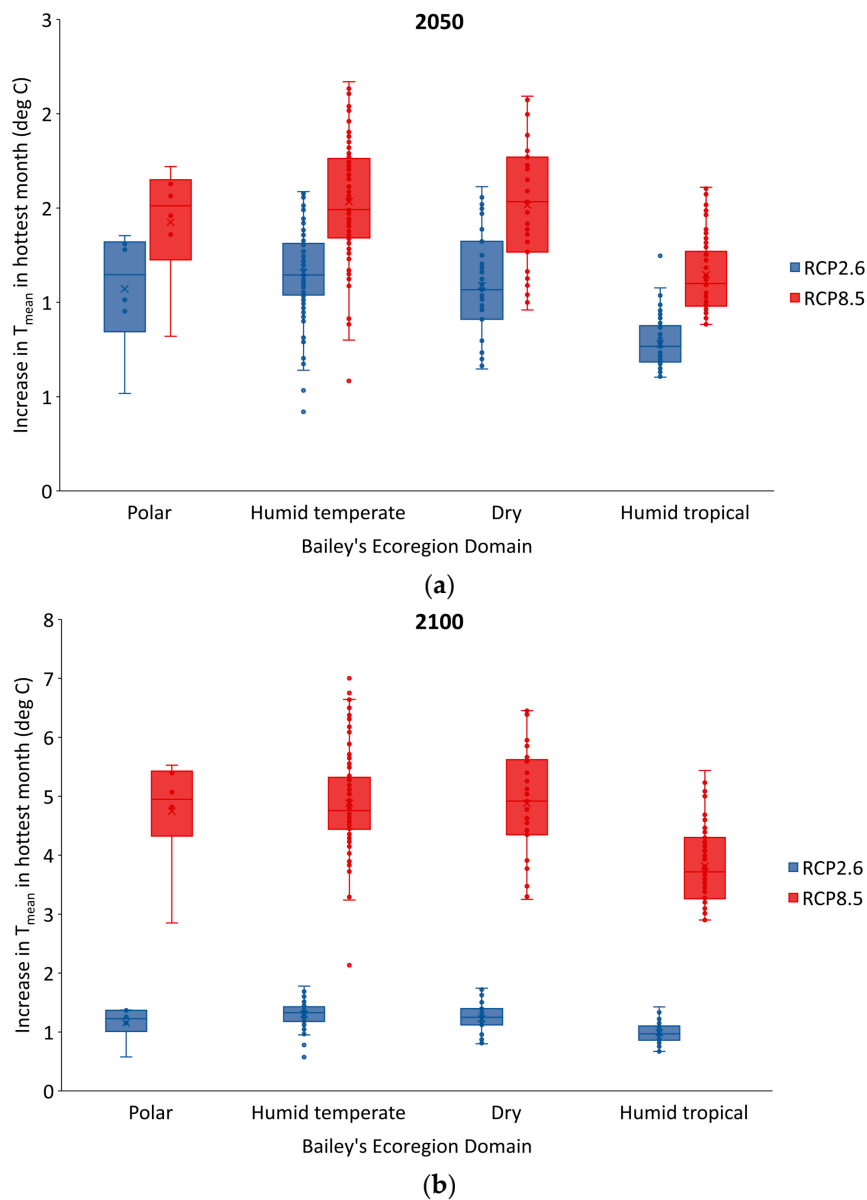 2050
3
2
2
1
1
0
Increase in Tmean in hottest month (deg C)
Polar
Humid temperate
Dry
Humid tropical
Bailey's Ecoregion Domain
RCP2.6
RCP8.5
(a)
2100
8
7
6
5
4
3
2
1
0
Increase in Tmean in hottest month (deg C)
Polar
Humid temperate
Dry
Humid tropical
Bailey's Ecoregion Domain
RCP2.6
RCP8.5
(b)